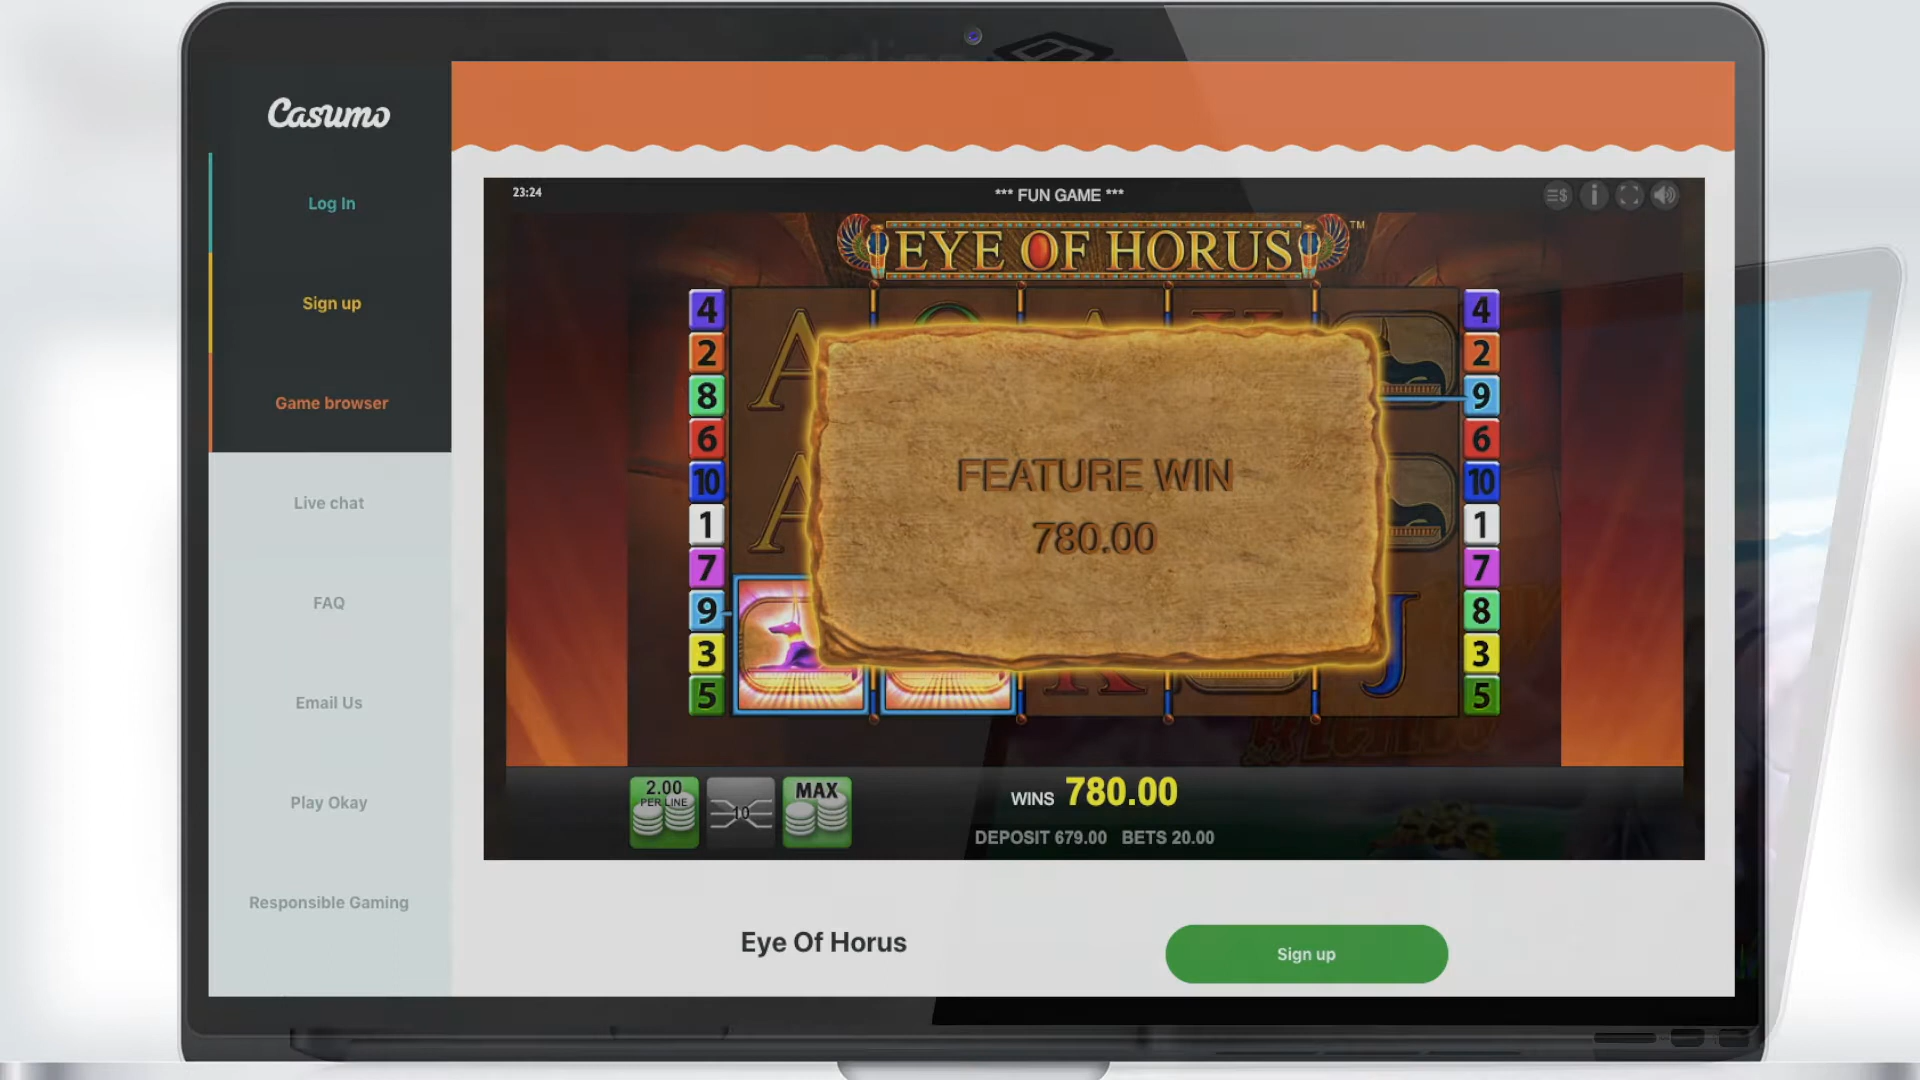 Casumo
Log In
Sign up
Game browser
Live chat
FAQ
Email Us
Play Okay
Responsible Gaming
23:24
*** FUN GAME ***
EYE OF HORUS™
4
2
8
6
10
1
7
9
3
5
4
2
9
6
10
1
7
8
3
5
A
A
K
J
FEATURE WIN
780.00
2.00
PER LINE
10
MAX
WINS 780.00
DEPOSIT 679.00 BETS 20.00
Eye Of Horus
Sign up